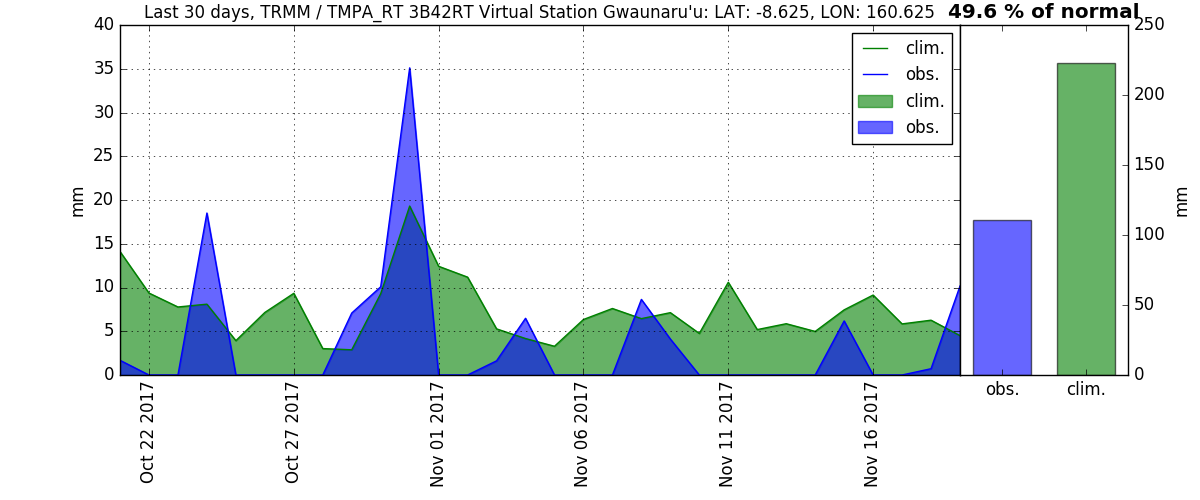 Last 30 days, TRMM / TMPA_RT 3B42RT Virtual Station Gwaunaru'u: LAT: -8.625, LON: 160.625
49.6 % of normal
40
35
30
25
20
15
10
5
0
mm
clim.
obs.
clim.
obs.
Oct 22 2017
Oct 27 2017
Nov 01 2017
Nov 06 2017
Nov 11 2017
Nov 16 2017
250
200
150
100
50
0
mm
obs.
clim.